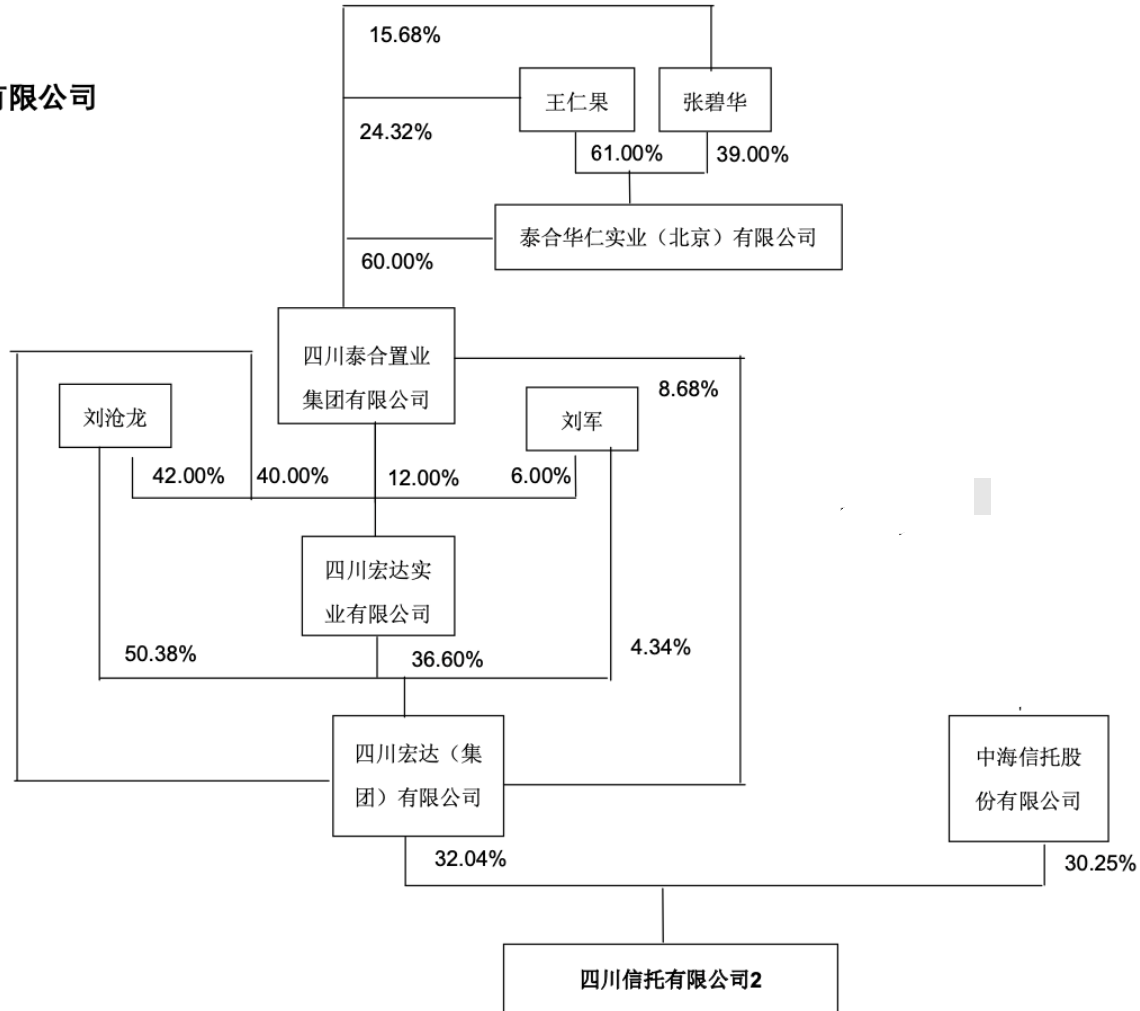 15.68%
有限公司
王仁果
张碧华
24.32%
61.00%
39.00%
泰合华仁实业（北京）有限公司
60.00%
四川泰合置业
集团有限公司
8.68%
刘沧龙
刘军
42.00%
40.00%
12.00%
6.00%
四川宏达实
业有限公司
50.38%
36.60%
4.34%
四川宏达（集
团）有限公司
中海信托股
份有限公司
32.04%
30.25%
四川信托有限公司2